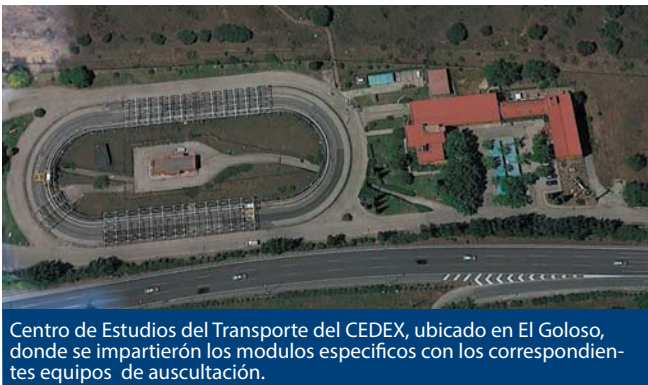 Centro de Estudios del Transporte del CEDEX, ubicado en El Goloso,
donde se impartierón los modulos especificos con los correspondien-
tes equipos  de auscultación.